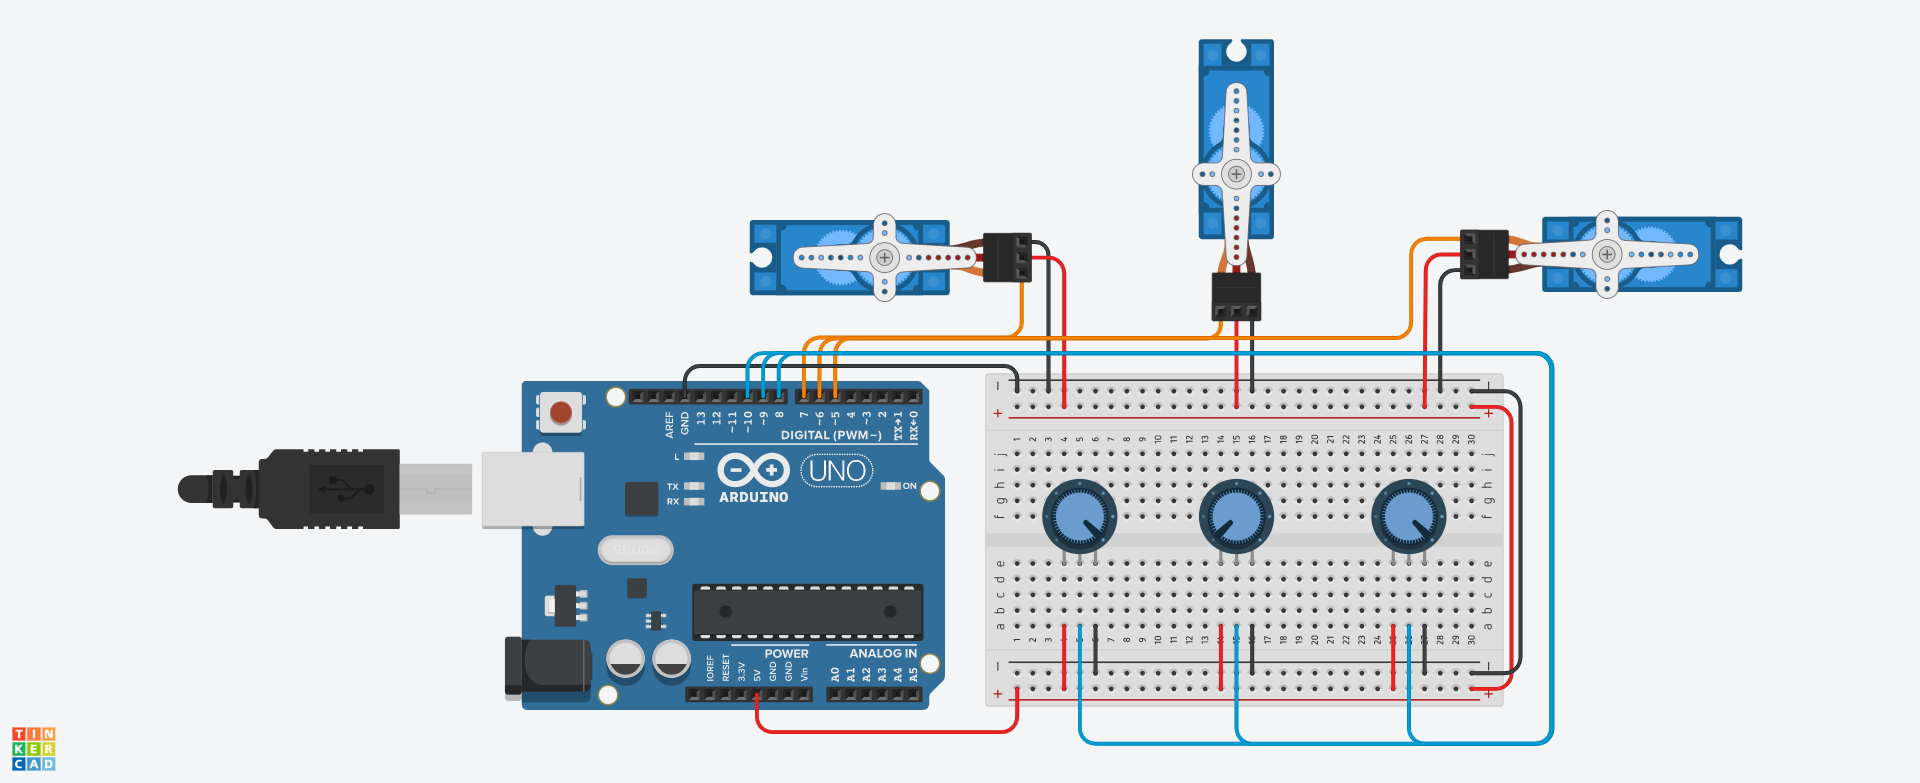 AREF
GND
13
12
~11
~10
~9
8
7
~6
~5
4
~3
2
TX→1
RX←0
DIGITAL (PWM~)
L
TX
RX
ARDUINO
UNO
ON
POWER
ANALOG IN
IOREF
RESET
3.3V
5V
GND
GND
Vin
A0
A1
A2
A3
A4
A5
− −
+ +
1 2 3 4 5 6 7 8 9 10 11 12 13 14 15 16 17 18 19 20 21 22 23 24 25 26 27 28 29 30
j j
i i
h h
g g
f f
e e
d d
c c
b b
a a
1 2 3 4 5 6 7 8 9 10 11 12 13 14 15 16 17 18 19 20 21 22 23 24 25 26 27 28 29 30
− −
+ +
TIN
KER
CAD